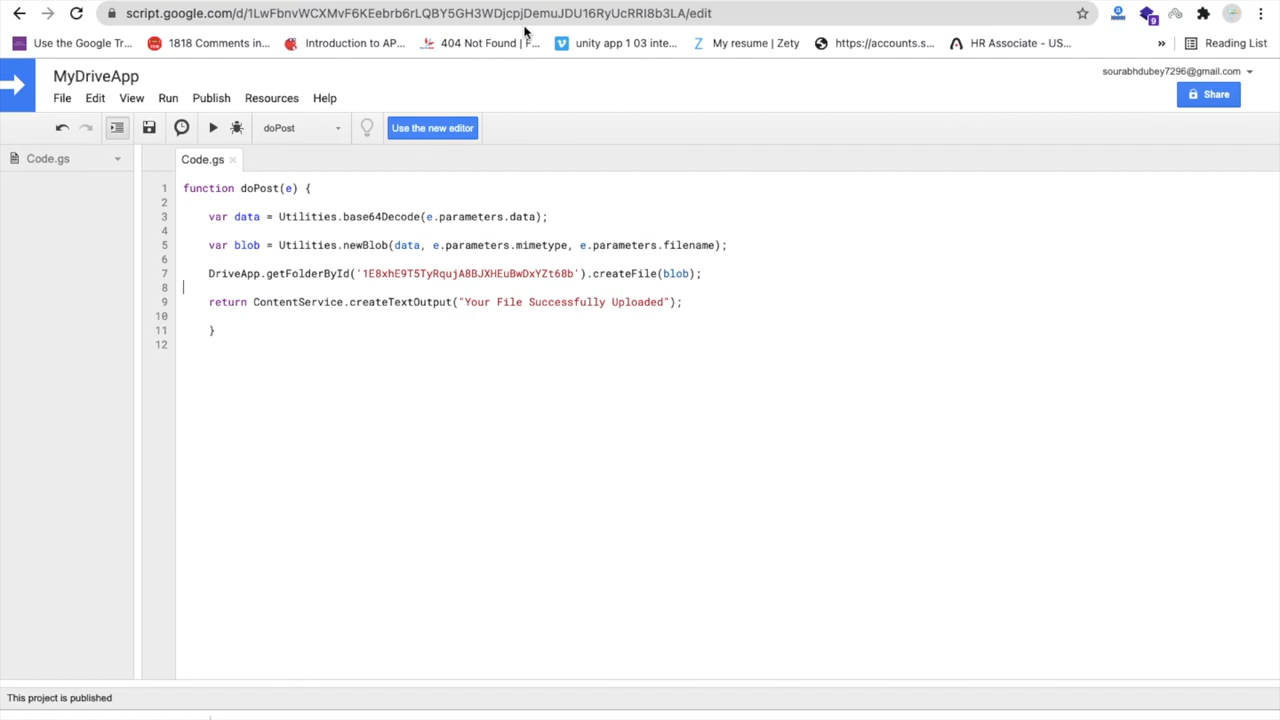 script.google.com/d/1LwFbnvWCXMvF6KEebrb6rLQBY5GH3WDjcpjDemuJDU16RyUcRRI8b3LA/edit
Use the Google Tr... 1818 Comments in... Introduction to AP... 404 Not Found | F... unity app 1 03 inte... My resume | Zety https://accounts.s... HR Associate - US... » Reading List
9
MyDriveApp
sourabhdubey7296@gmail.com
File Edit View Run Publish Resources Help
Share
doPost
Use the new editor
Code.gs
Code.gs ×
1 function doPost(e) {
2
3 var data = Utilities.base64Decode(e.parameters.data);
4
5 var blob = Utilities.newBlob(data, e.parameters.mimetype, e.parameters.filename);
6
7 DriveApp.getFolderById('1E8xhE9T5TyRqujA8BJXHEuBwDxYZt68b').createFile(blob);
8
9 return ContentService.createTextOutput("Your File Successfully Uploaded");
10
11 }
12
This project is published